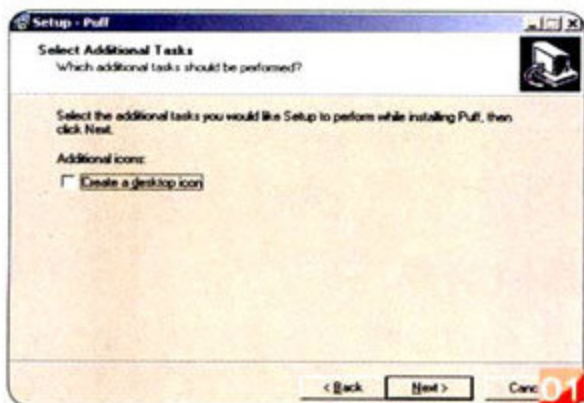 Setup - Puff
Select Additional Tasks
Which additional tasks should be performed?
Select the additional tasks you would like Setup to perform while installing Puff, then
click Next.
Additional icons:
Create a desktop icon
< Back
Next >
Canc
01